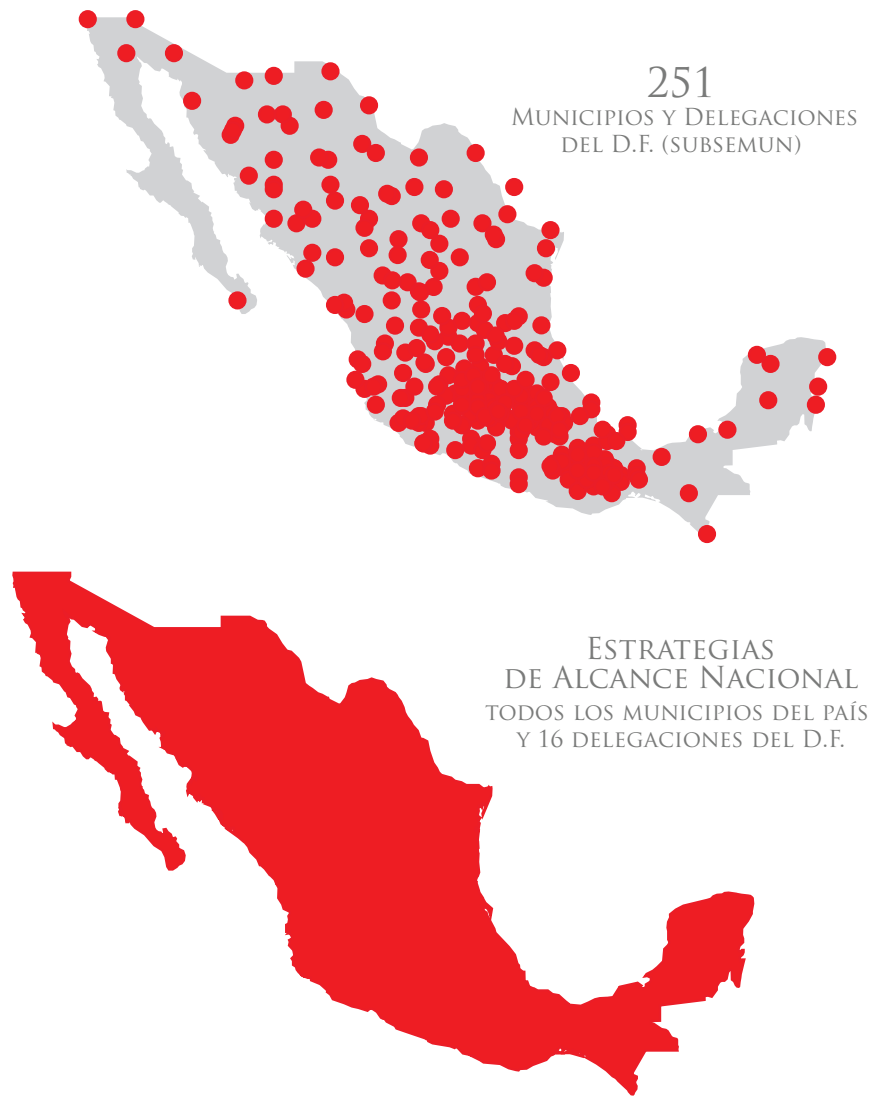 251
Municipios y Delegaciones
del D.F. (subsemun)
Estrategias
de Alcance Nacional
todos los municipios del país
y 16 delegaciones del D.F.